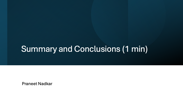 Summary and Conclusions (1 min)
Praneet Nadkar